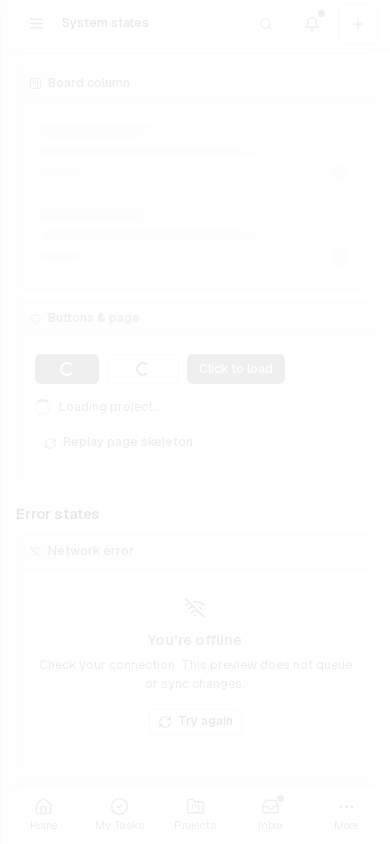 System states
Board column
Buttons & page
Click to load
Loading project...
Replay page skeleton
Error states
Network error
You're offline
Check your connection. This preview does not queue
or sync changes.
Try again
Home
My Tasks
Projects
Inbox
More